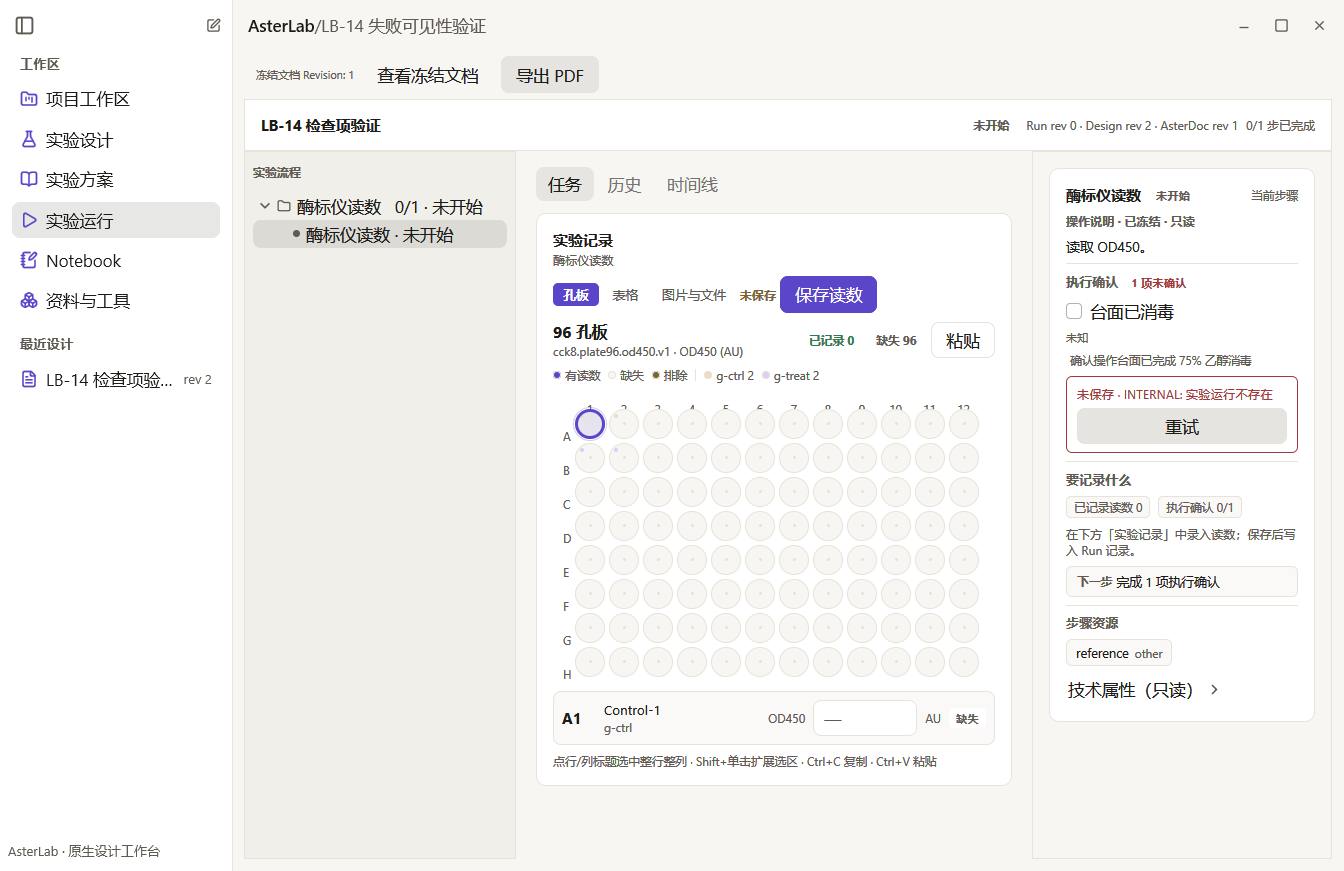 AsterLab/LB-14 失败可见性验证
工作区
项目工作区
实验设计
实验方案
实验运行
Notebook
资料与工具
最近设计
LB-14 检查项验... rev 2
AsterLab · 原生设计工作台
冻结文档 Revision: 1 查看冻结文档 导出 PDF
LB-14 检查项验证
未开始 Run rev 0 · Design rev 2 · AsterDoc rev 1 0/1 步已完成
实验流程
酶标仪读数 0/1 · 未开始
酶标仪读数 · 未开始
任务 历史 时间线
实验记录
酶标仪读数
孔板 表格 图片与文件 未保存 保存读数
96 孔板
cck8.plate96.od450.v1 · OD450 (AU)
已记录 0 缺失 96 粘贴
有读数 缺失 排除 g-ctrl 2 g-treat 2
1 2 3 4 5 6 7 8 9 10 11 12
A
B
C
D
E
F
G
H
A1 Control-1 OD450 — AU 缺失
g-ctrl
点行/列标题选中整行整列 · Shift+单击扩展选区 · Ctrl+C 复制 · Ctrl+V 粘贴
酶标仪读数 未开始 当前步骤
操作说明 · 已冻结 · 只读
读取 OD450。
执行确认 1 项未确认
台面已消毒
未知
确认操作台面已完成 75% 乙醇消毒
未保存 · INTERNAL: 实验运行不存在
重试
要记录什么
已记录读数 0 执行确认 0/1
在下方「实验记录」中录入读数；保存后写
入 Run 记录。
下一步 完成 1 项执行确认
步骤资源
reference other
技术属性（只读）